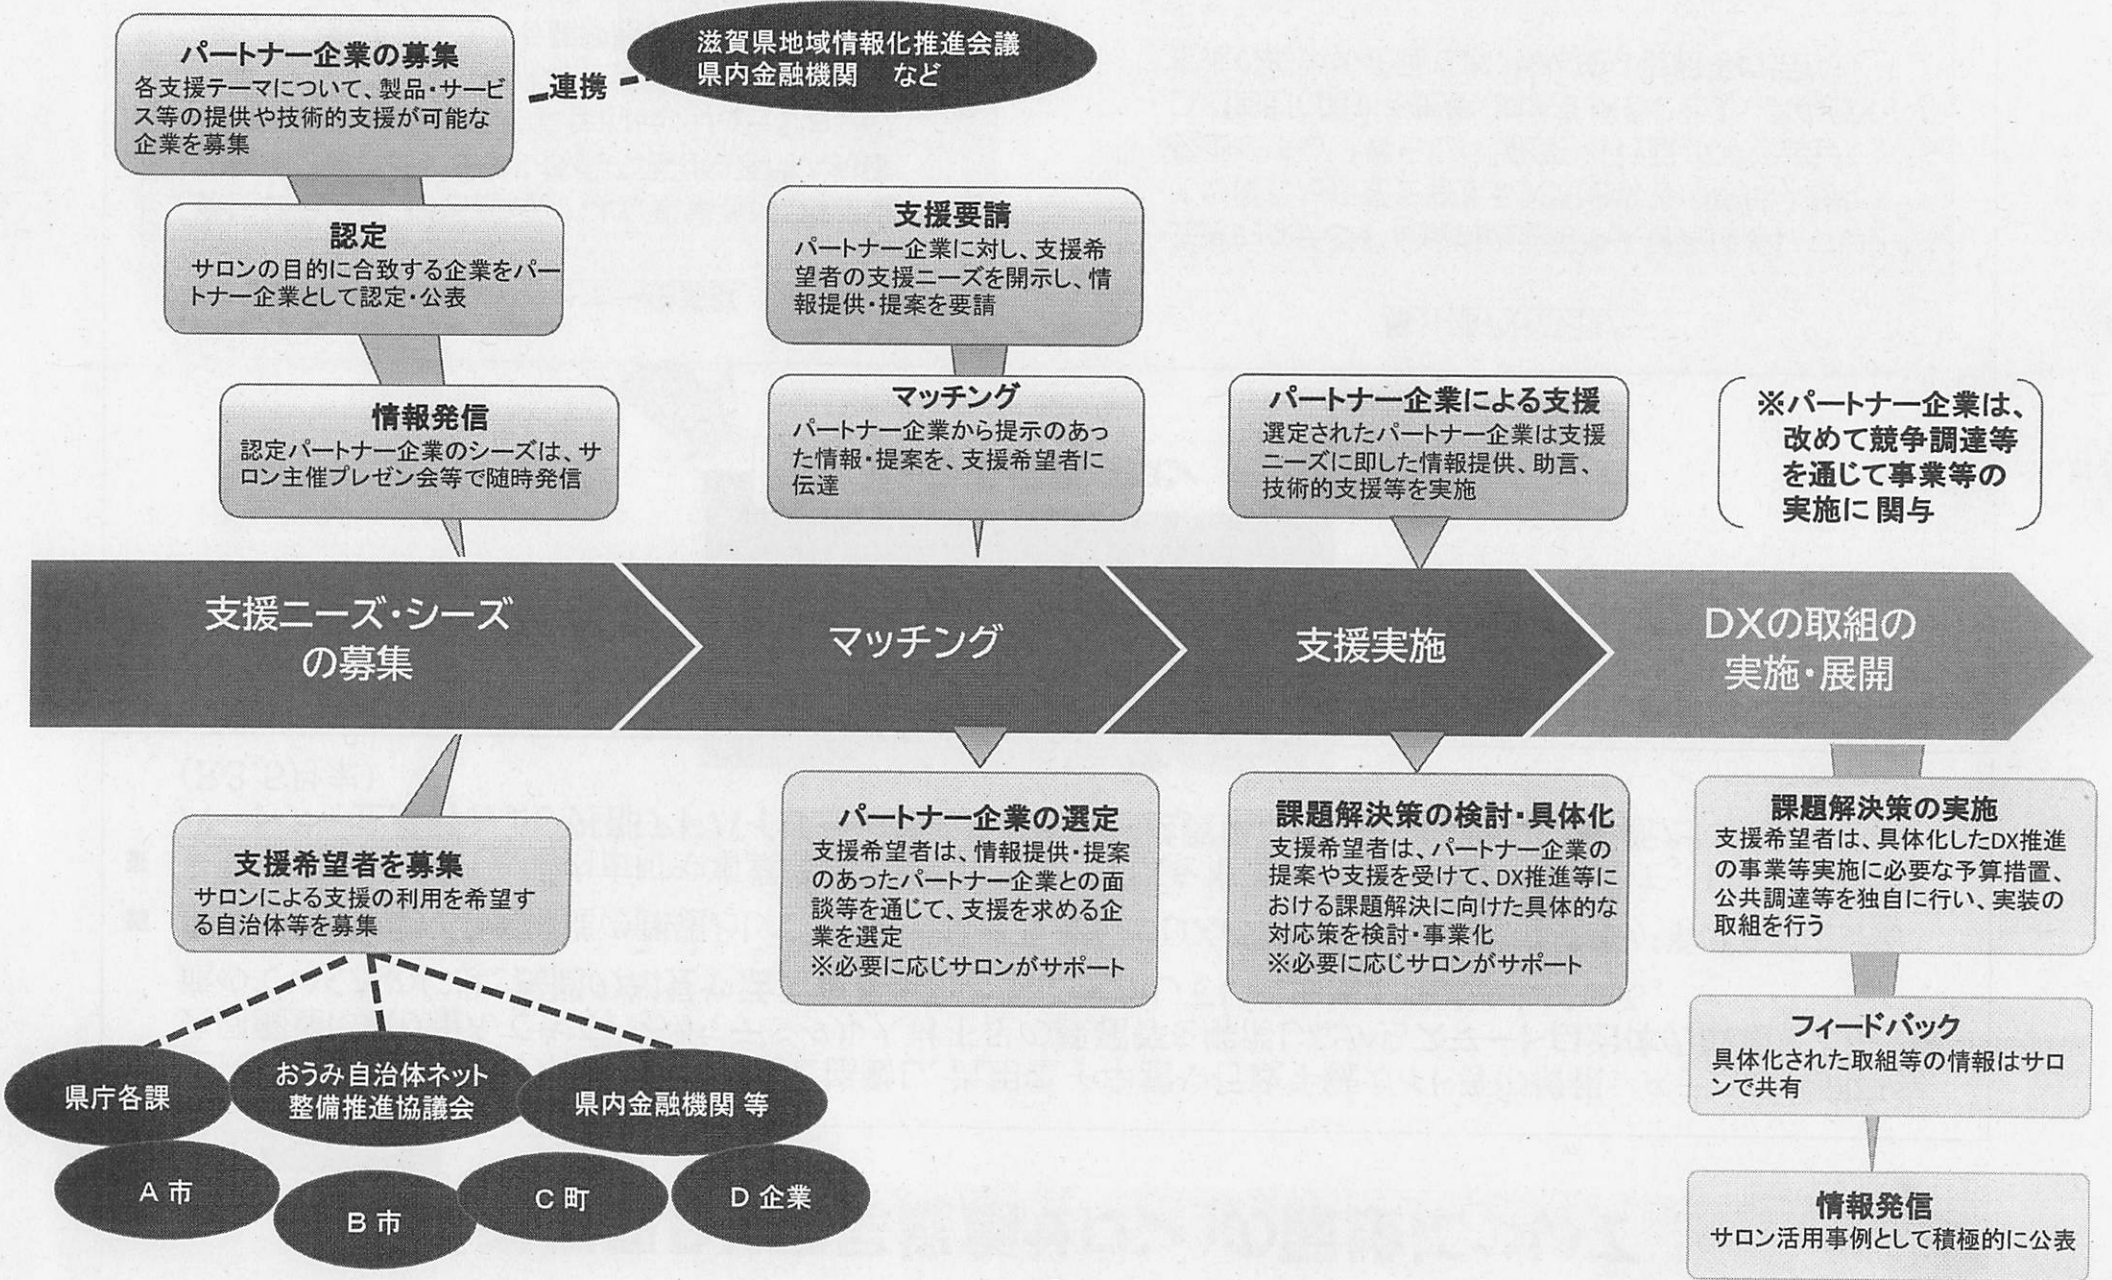 パートナー企業の募集
各支援テーマについて、製品・サービ
ス等の提供や技術的支援が可能な
企業を募集
連携
滋賀県地域情報化推進会議
県内金融機関 など
認定
サロンの目的に合致する企業をパー
トナー企業として認定・公表
情報発信
認定パートナー企業のシーズは、サ
ロン主催プレゼン会等で随時発信
支援要請
パートナー企業に対し、支援希
望者の支援ニーズを開示し、情
報提供・提案を要請
マッチング
パートナー企業から提示のあっ
た情報・提案を、支援希望者に
伝達
パートナー企業による支援
選定されたパートナー企業は支援
ニーズに即した情報提供、助言、
技術的支援等を実施
※パートナー企業は、
改めて競争調達等
を通じて事業等の
実施に関与
支援ニーズ・シーズ
の募集
マッチング
支援実施
DXの取組の
実施・展開
支援希望者を募集
サロンによる支援の利用を希望す
る自治体等を募集
県庁各課
おうみ自治体ネット
整備推進協議会
県内金融機関 等
A 市
B 市
C 町
D 企業
パートナー企業の選定
支援希望者は、情報提供・提案
のあったパートナー企業との面
談等を通じて、支援を求める企
業を選定
※必要に応じサロンがサポート
課題解決策の検討・具体化
支援希望者は、パートナー企業の
提案や支援を受けて、DX推進等に
おける課題解決に向けた具体的な
対応策を検討・事業化
※必要に応じサロンがサポート
課題解決策の実施
支援希望者は、具体化したDX推進
の事業等実施に必要な予算措置、
公共調達等を独自に行い、実装の
取組を行う
フィードバック
具体化された取組等の情報はサロ
ンで共有
情報発信
サロン活用事例として積極的に公表